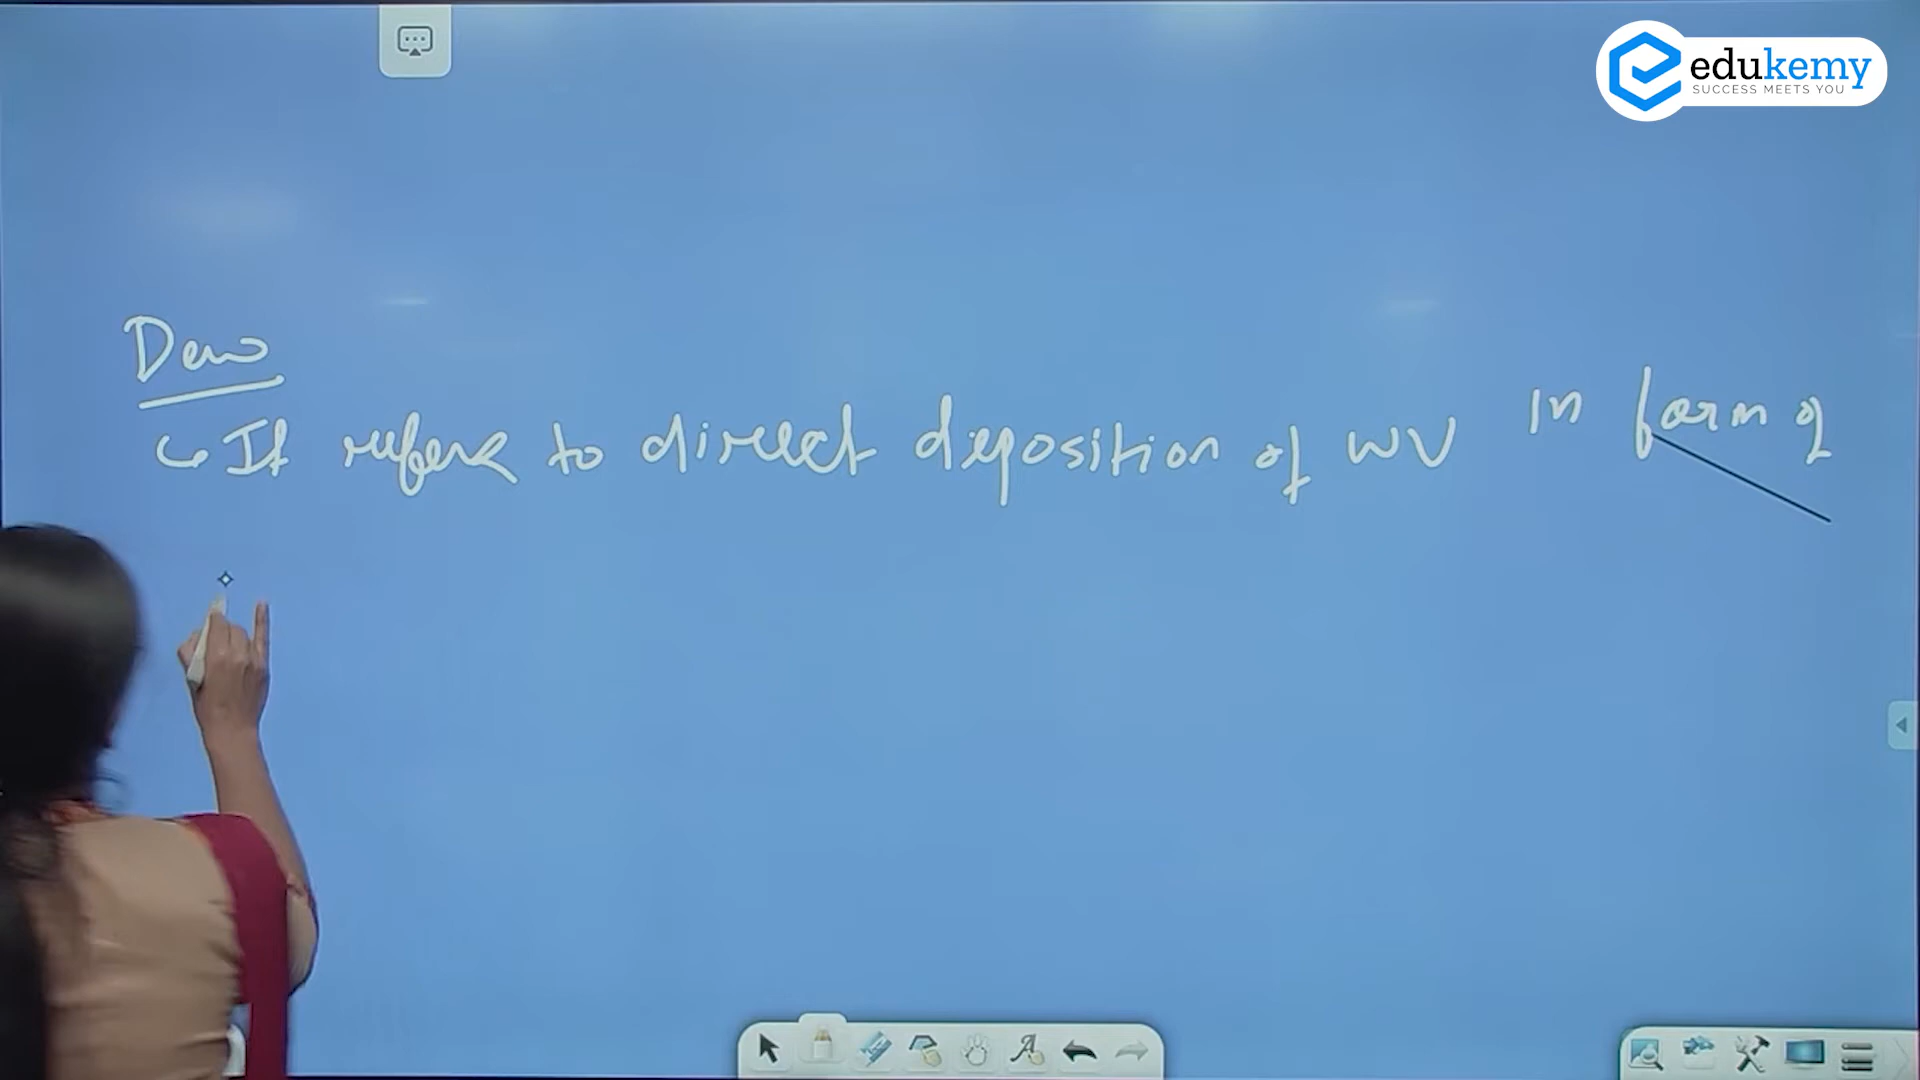 edukemy
SUCCESS MEETS YOU
Dew
It refers to direct deposition of WV in form of